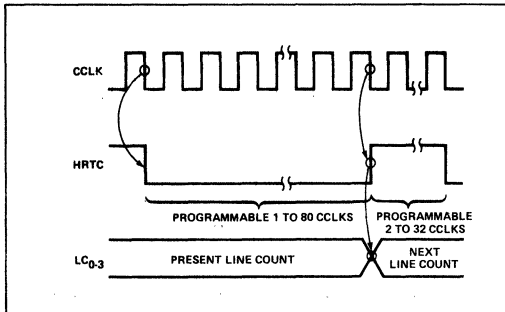 CCLK
HRTC
PROGRAMMABLE 1 TO 80 CCLKS
PROGRAMMABLE
2 TO 32 CCLKS
LC0-3
PRESENT LINE COUNT
NEXT
LINE COUNT